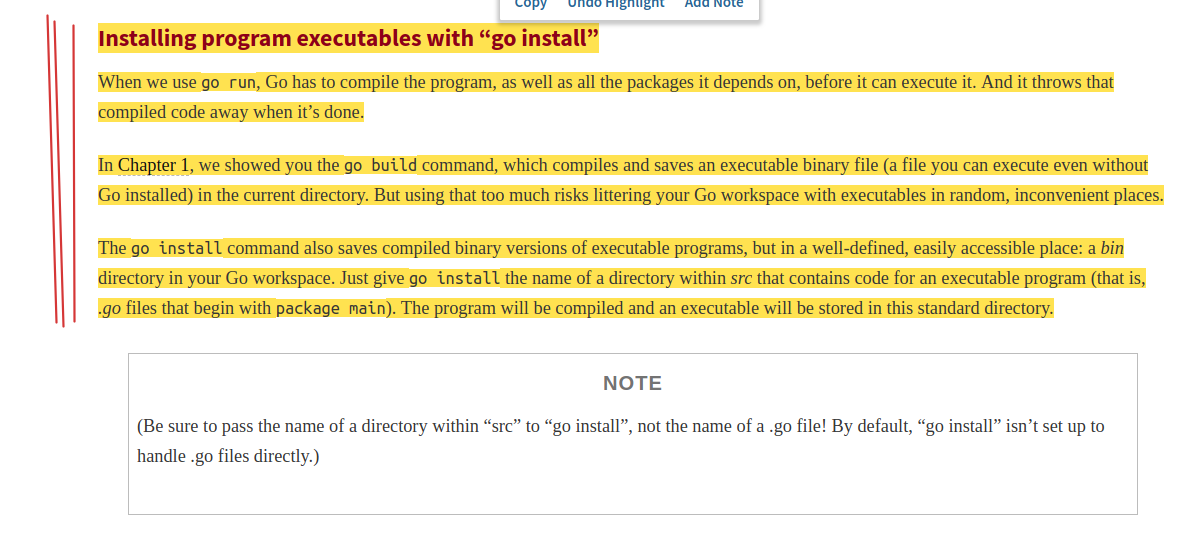 Copy Undo Highlight Add Note
Installing program executables with “go install”
When we use go run, Go has to compile the program, as well as all the packages it depends on, before it can execute it. And it throws that
compiled code away when it’s done.
In Chapter 1, we showed you the go build command, which compiles and saves an executable binary file (a file you can execute even without
Go installed) in the current directory. But using that too much risks littering your Go workspace with executables in random, inconvenient places.
The go install command also saves compiled binary versions of executable programs, but in a well-defined, easily accessible place: a bin
directory in your Go workspace. Just give go install the name of a directory within src that contains code for an executable program (that is,
.go files that begin with package main). The program will be compiled and an executable will be stored in this standard directory.
NOTE
(Be sure to pass the name of a directory within “src” to “go install”, not the name of a .go file! By default, “go install” isn’t set up to
handle .go files directly.)